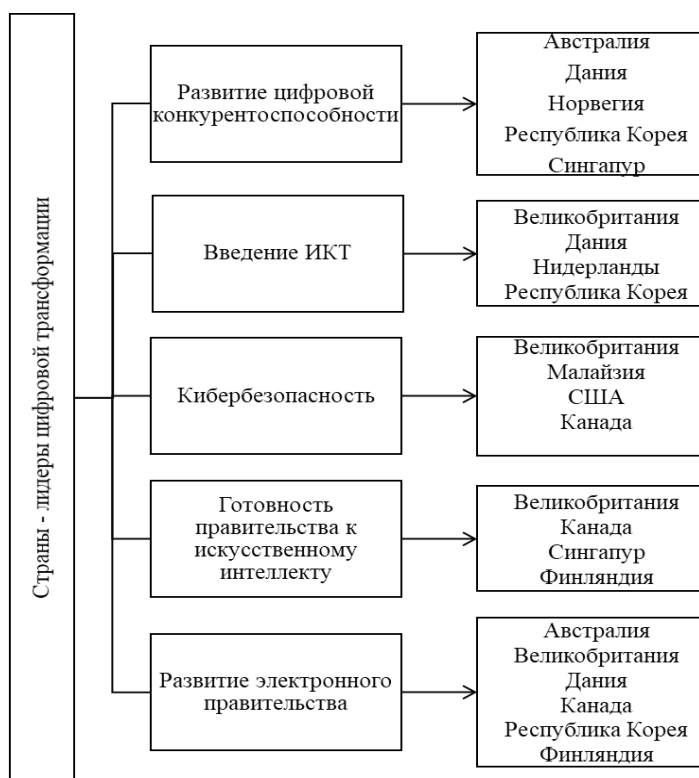 Страны - лидеры цифровой трансформации
Развитие цифровой
конкурентоспособности
Австралия
Дания
Норвегия
Республика Корея
Сингапур
Введение ИКТ
Великобритания
Дания
Нидерланды
Республика Корея
Кибербезопасность
Великобритания
Малайзия
США
Канада
Готовность
правительства к
искусственному
интеллекту
Великобритания
Канада
Сингапур
Финляндия
Развитие электронного
правительства
Австралия
Великобритания
Дания
Канада
Республика Корея
Финляндия